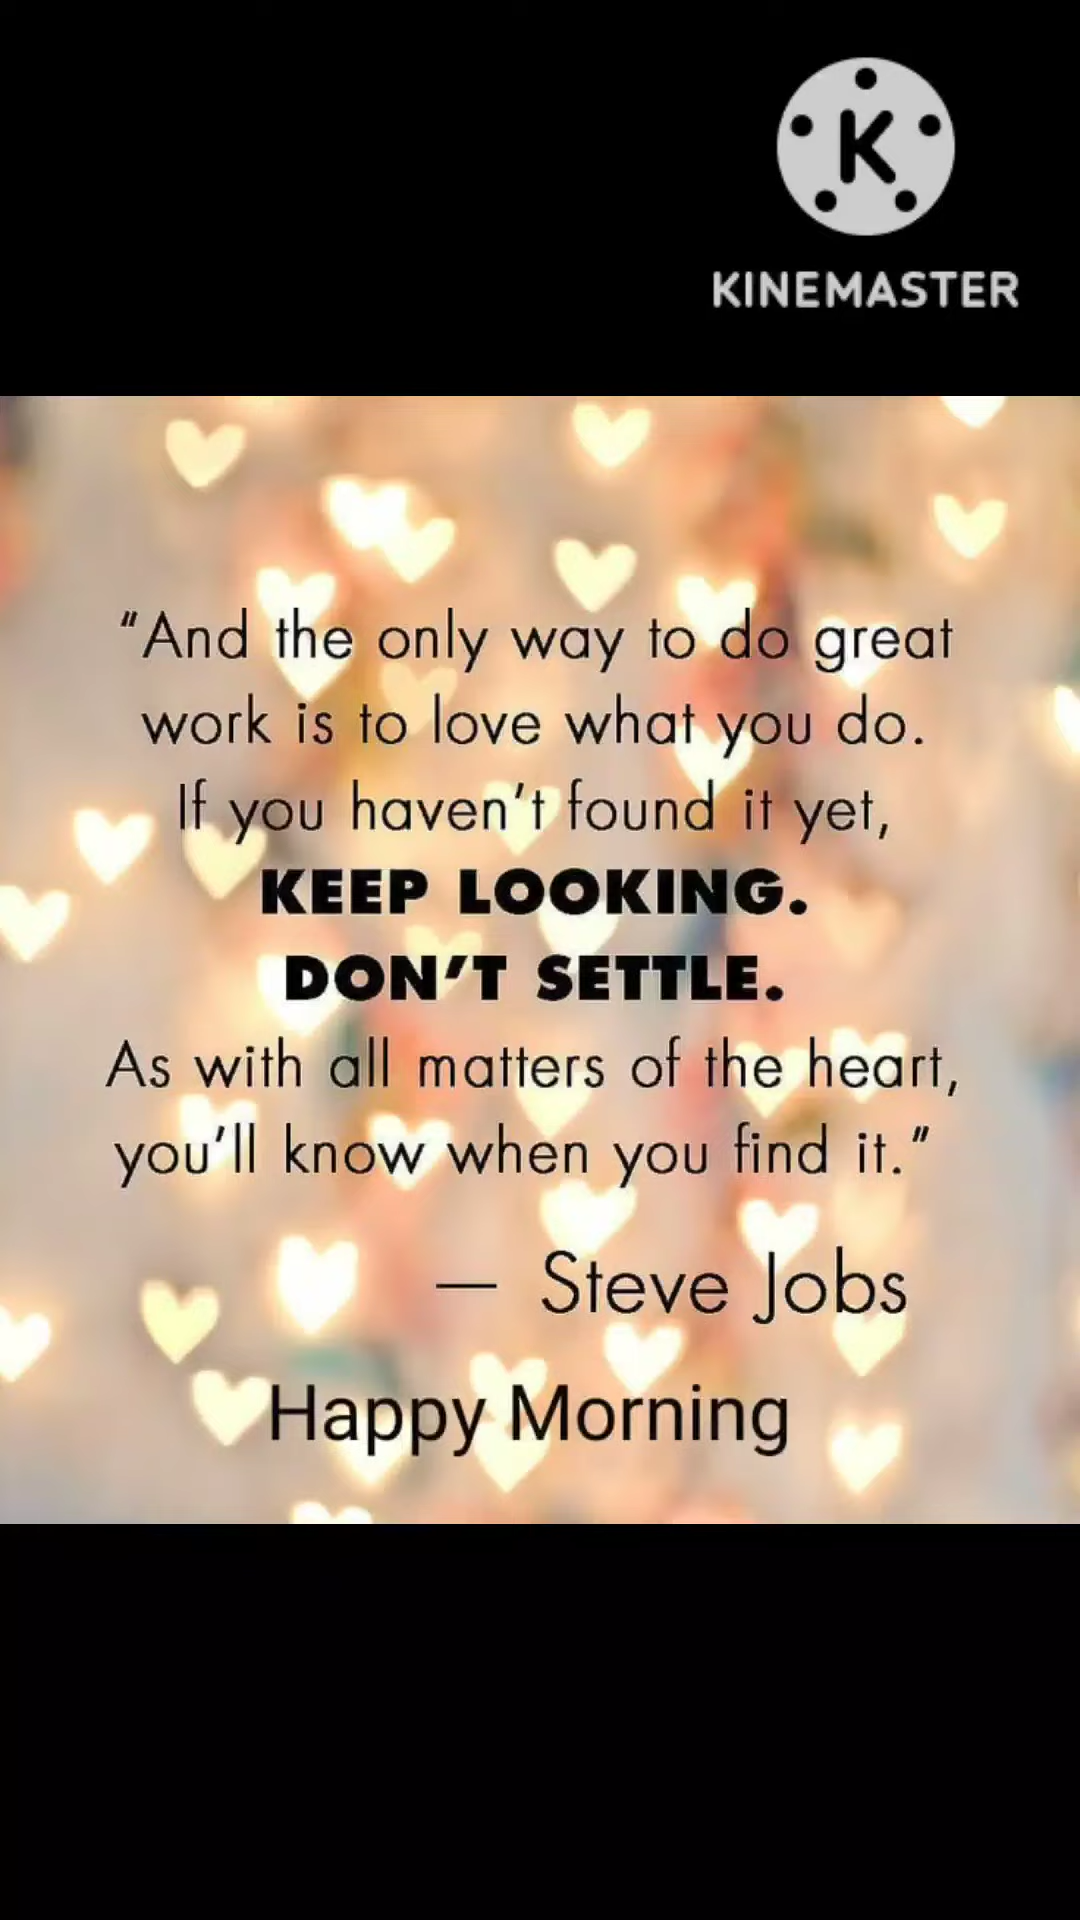 K
KINEMASTER
"And the only way to do great
work is to love what you do.
If you haven't found it yet,
KEEP LOOKING.
DON'T SETTLE.
As with all matters of the heart,
you'll know when you find it."
— Steve Jobs
Happy Morning